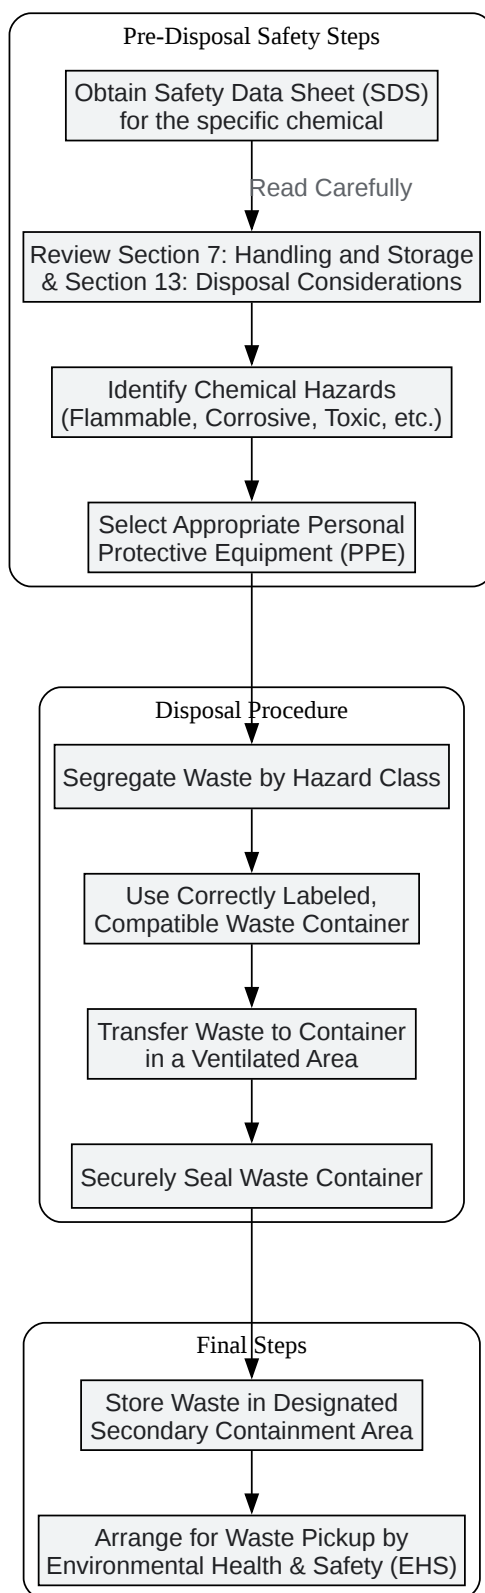 Pre-Disposal Safety Steps
Obtain Safety Data Sheet (SDS)
for the specific chemical
Read Carefully
Review Section 7: Handling and Storage
& Section 13: Disposal Considerations
Identify Chemical Hazards
(Flammable, Corrosive, Toxic, etc.)
Select Appropriate Personal
Protective Equipment (PPE)
Disposal Procedure
Segregate Waste by Hazard Class
Use Correctly Labeled,
Compatible Waste Container
Transfer Waste to Container
in a Ventilated Area
Securely Seal Waste Container
Final Steps
Store Waste in Designated
Secondary Containment Area
Arrange for Waste Pickup by
Environmental Health & Safety (EHS)